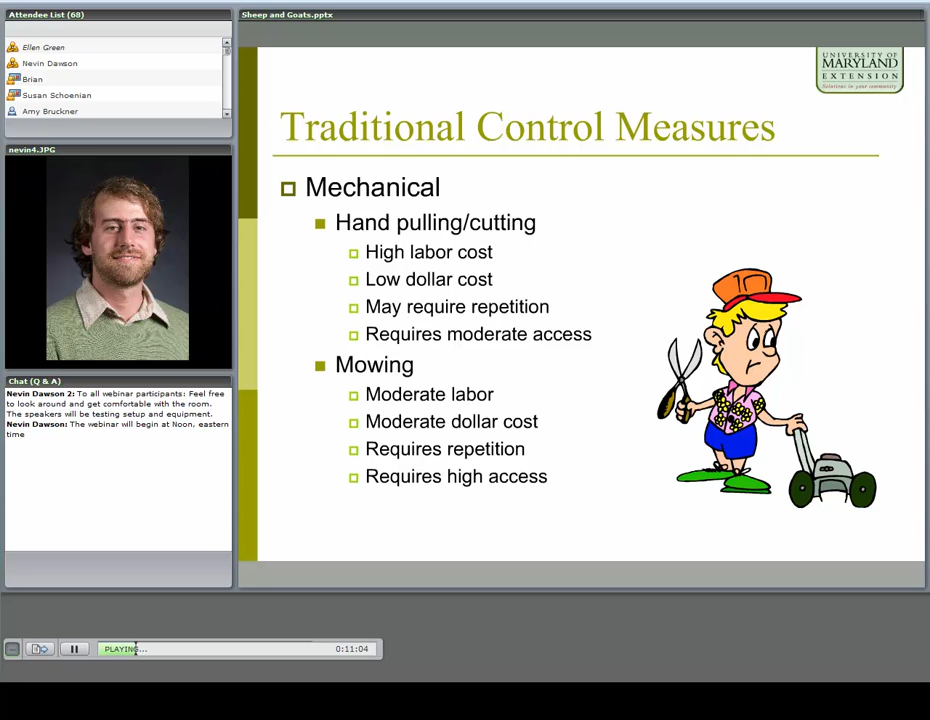 Attendee List (68)
Ellen Green
Nevin Dawson
Brian
Susan Schoenian
Amy Bruckner
nevin4.JPG
Chat (Q & A)
Nevin Dawson 2: To all webinar participants: Feel free
to look around and get comfortable with the room.
The speakers will be testing setup and equipment.
Nevin Dawson: The webinar will begin at Noon, eastern
time
Sheep and Goats.pptx
UNIVERSITY OF
MARYLAND
EXTENSION
Solutions in your community
Traditional Control Measures
Mechanical
Hand pulling/cutting
High labor cost
Low dollar cost
May require repetition
Requires moderate access
Mowing
Moderate labor
Moderate dollar cost
Requires repetition
Requires high access
PLAYING...
0:11:04